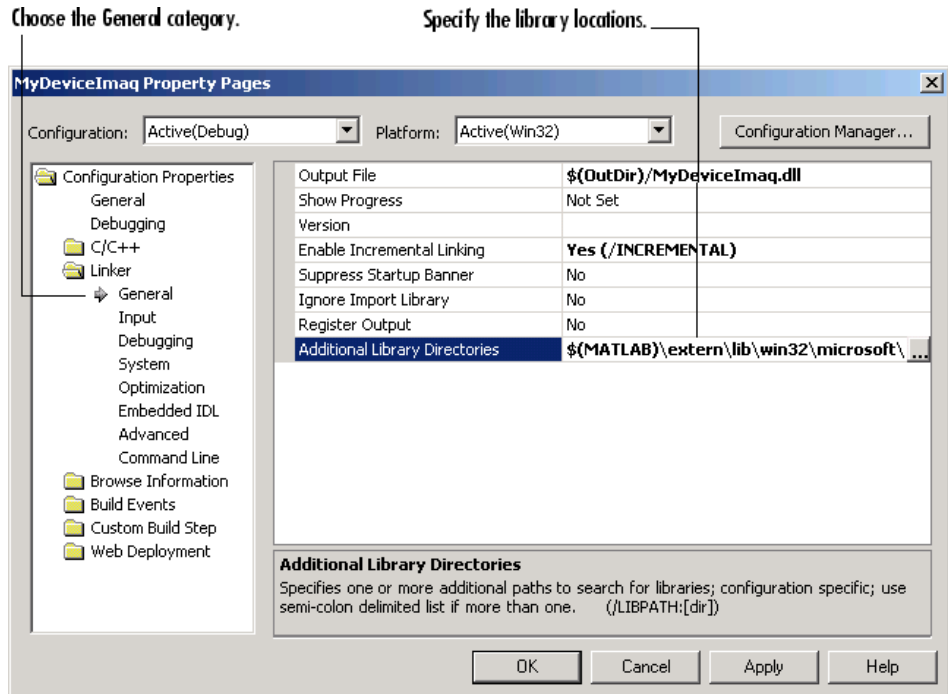 Choose the General category.
Specify the library locations.
MyDeviceImaq Property Pages
Configuration: Active(Debug) Platform: Active(Win32) Configuration Manager...
Configuration Properties
General
Debugging
C/C++
Linker
General
Input
Debugging
System
Optimization
Embedded IDL
Advanced
Command Line
Browse Information
Build Events
Custom Build Step
Web Deployment
Output File $(OutDir)/MyDeviceImaq.dll
Show Progress Not Set
Version
Enable Incremental Linking Yes (/INCREMENTAL)
Suppress Startup Banner No
Ignore Import Library No
Register Output No
Additional Library Directories $(MATLAB)\extern\lib\win32\microsoft\ ...
Additional Library Directories
Specifies one or more additional paths to search for libraries; configuration specific; use
semi-colon delimited list if more than one. (/LIBPATH:[dir])
OK Cancel Apply Help